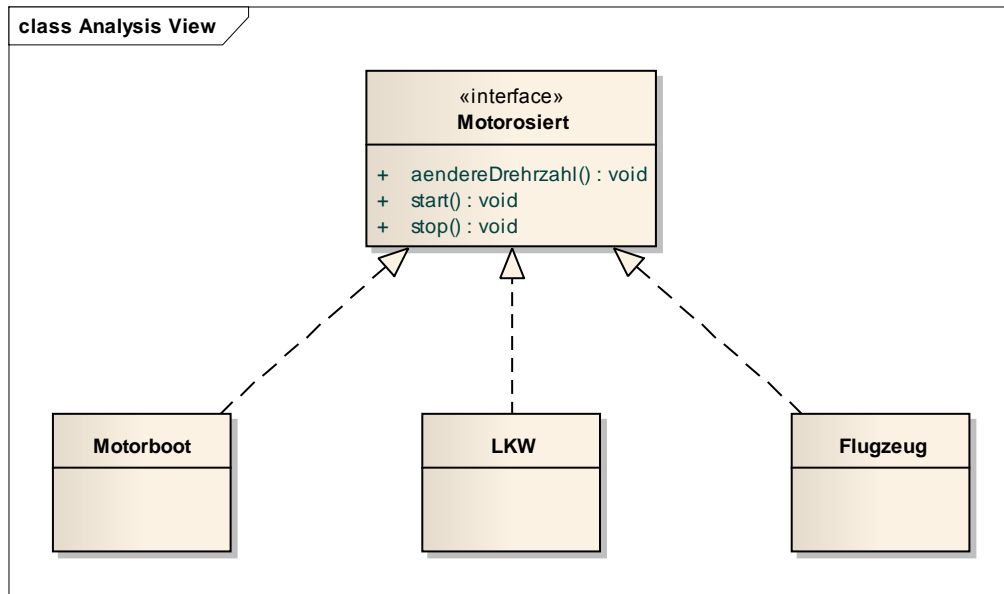 class Analysis View
«interface»
Motorosiert
+ aendereDrehrzahl() : void
+ start() : void
+ stop() : void
Motorboot
LKW
Flugzeug